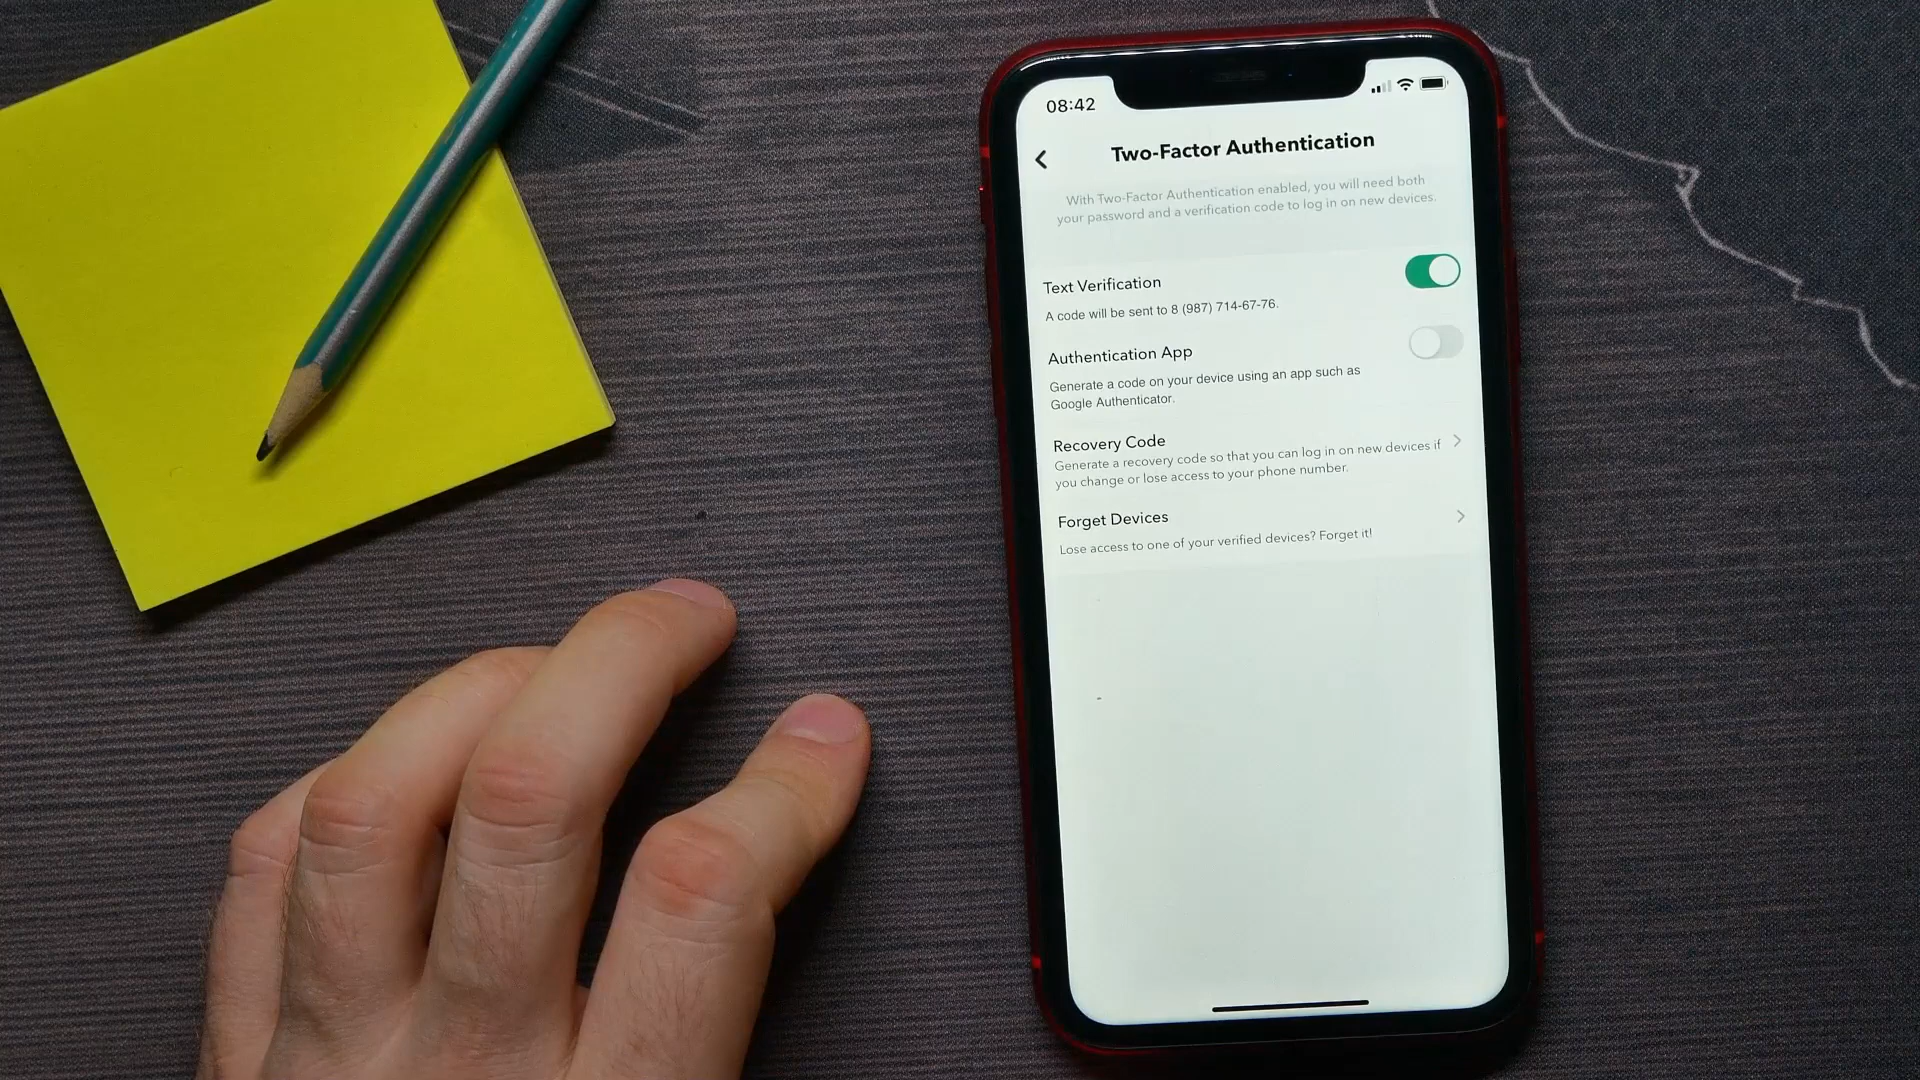 08:42
Two-Factor Authentication
With Two-Factor Authentication enabled, you will need both
your password and a verification code to log in on new devices.
Text Verification
A code will be sent to 8 (987) 714-67-76.
Authentication App
Generate a code on your device using an app such as
Google Authenticator.
Recovery Code
Generate a recovery code so that you can log in on new devices if
you change or lose access to your phone number.
Forget Devices
Lose access to one of your verified devices? Forget it!